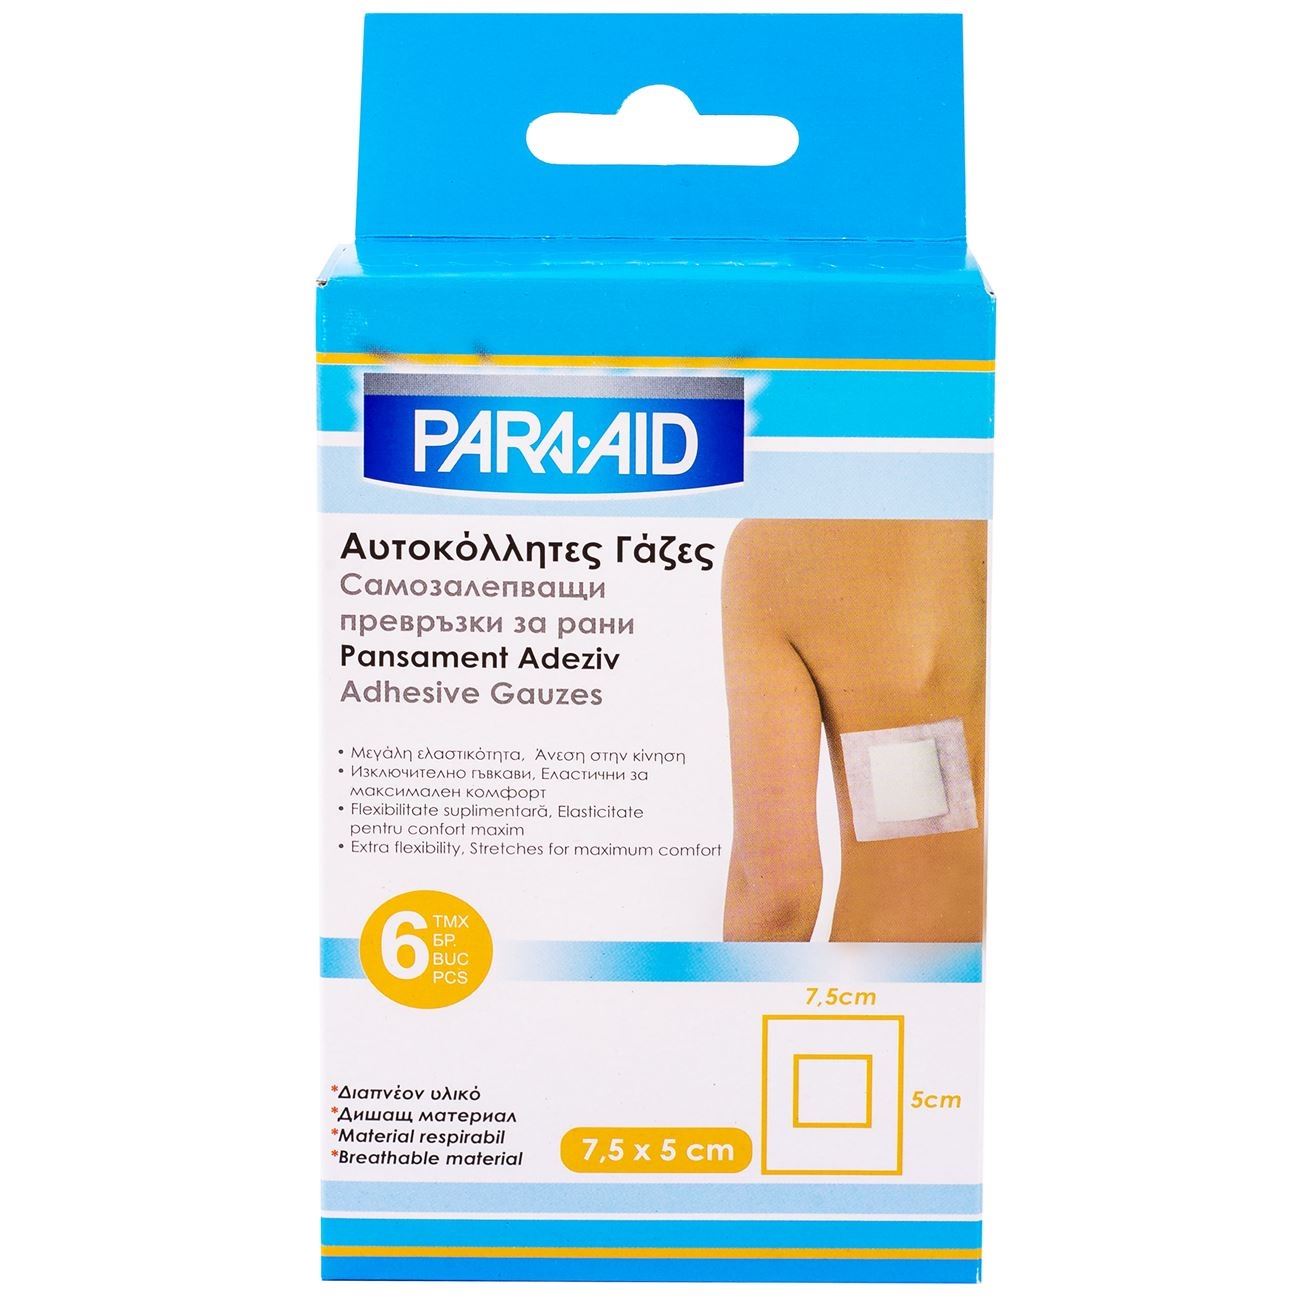 PARA·AID
Αυτοκόλλητες Γάζες
Самозалепващи
превръзки за рани
Pansament Adeziv
Adhesive Gauzes
• Μεγάλη ελαστικότητα, Άνεση στην κίνηση
• Изключително гъвкави, Еластични за
максимален комфорт
• Flexibilitate suplimentară, Elasticitate
pentru confort maxim
• Extra flexibility, Stretches for maximum comfort
6
ΤΜΧ
БР.
BUC
PCS
7,5cm
5cm
*Διαπνέον υλικό
*Дишащ материал
*Material respirabil
*Breathable material
7,5 x 5 cm